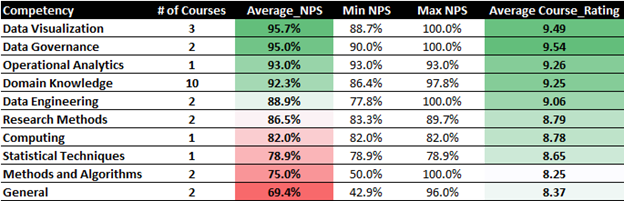 Competency # of Courses Average_NPS Min NPS Max NPS Average Course_Rating
Data Visualization 3 95.7% 88.7% 100.0% 9.49
Data Governance 2 95.0% 90.0% 100.0% 9.54
Operational Analytics 1 93.0% 93.0% 93.0% 9.26
Domain Knowledge 10 92.3% 86.4% 97.8% 9.25
Data Engineering 2 88.9% 77.8% 100.0% 9.06
Research Methods 2 86.5% 83.3% 89.7% 8.79
Computing 1 82.0% 82.0% 82.0% 8.78
Statistical Techniques 1 78.9% 78.9% 78.9% 8.65
Methods and Algorithms 2 75.0% 50.0% 100.0% 8.25
General 2 69.4% 42.9% 96.0% 8.37